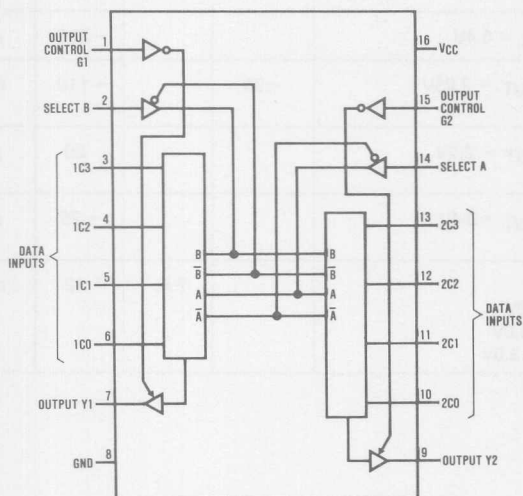 OUTPUT
CONTROL
G1
1
2
SELECT B
3
1C3
4
1C2
DATA
INPUTS
5
1C1
6
1C0
7
OUTPUT Y1
8
GND
B
B̅
A
A̅
B
B̅
A
A̅
16
VCC
15
OUTPUT
CONTROL
G2
14
SELECT A
13
2C3
12
2C2
DATA
INPUTS
11
2C1
10
2C0
9
OUTPUT Y2